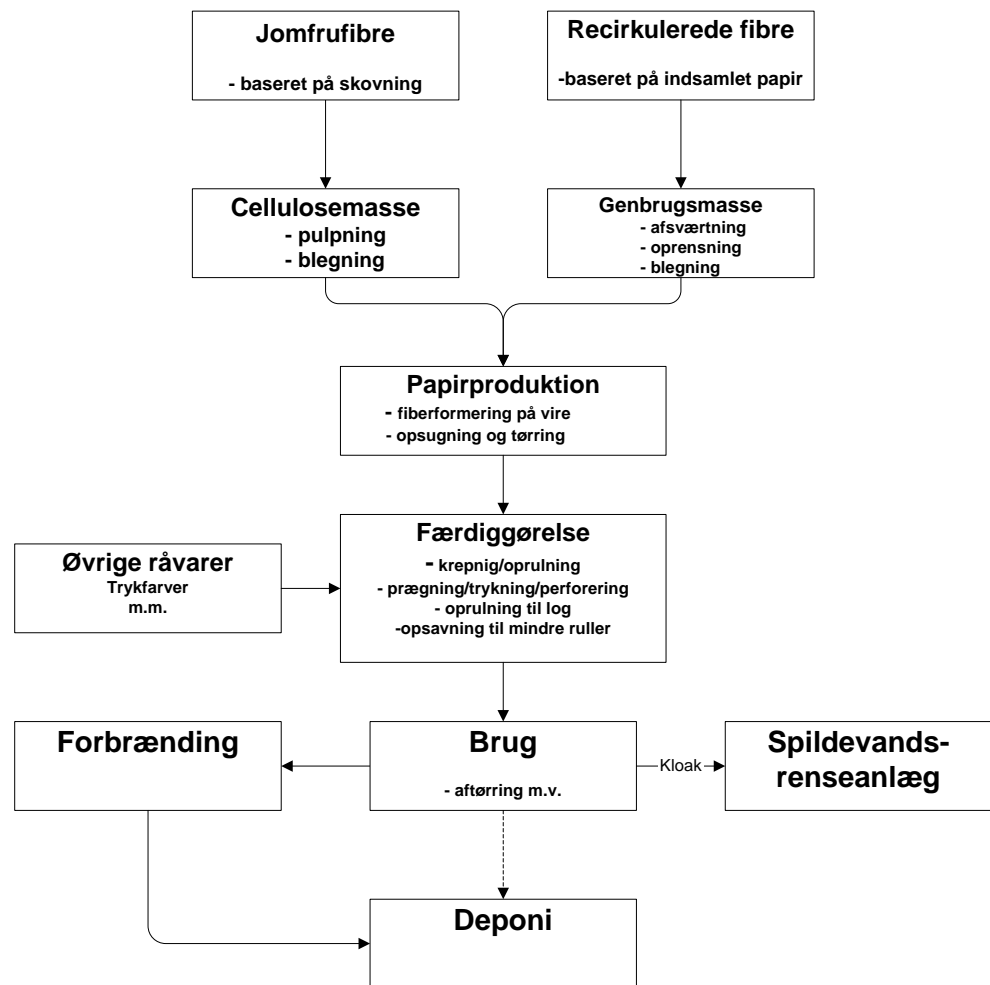 Jomfrufibre
- baseret på skovning
Recirkulerede fibre
-baseret på indsamlet papir
Cellulosemasse
- pulpning
- blegning
Genbrugsmasse
- afsværtning
- oprensning
- blegning
Papirproduktion
- fiberformering på vire
- opsugning og tørring
Øvrige råvarer
Trykfarver
m.m.
Færdiggørelse
- krepnig/oprulning
- prægning/trykning/perforering
- oprulning til log
-opsavning til mindre ruller
Forbrænding
Brug
- aftørring m.v.
Kloak
Spildevands-
renseanlæg
Deponi